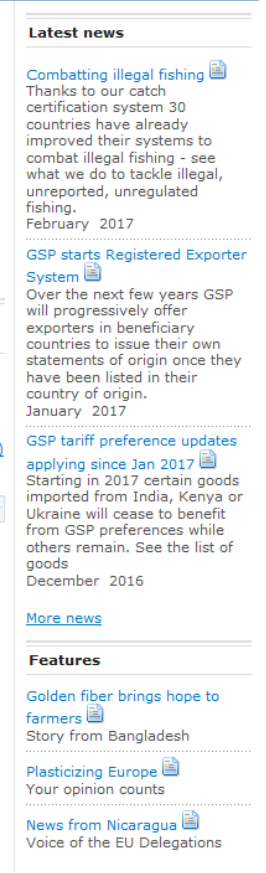 Latest news
Combatting illegal fishing
Thanks to our catch
certification system 30
countries have already
improved their systems to
combat illegal fishing - see
what we do to tackle illegal,
unreported, unregulated
fishing.
February 2017
GSP starts Registered Exporter
System
Over the next few years GSP
will progressively offer
exporters in beneficiary
countries to issue their own
statements of origin once they
have been listed in their
country of origin.
January 2017
GSP tariff preference updates
applying since Jan 2017
Starting in 2017 certain goods
imported from India, Kenya or
Ukraine will cease to benefit
from GSP preferences while
others remain. See the list of
goods
December 2016
More news
Features
Golden fiber brings hope to
farmers
Story from Bangladesh
Plasticizing Europe
Your opinion counts
News from Nicaragua
Voice of the EU Delegations